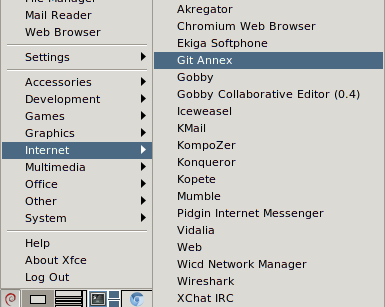 File Manager
Mail Reader
Web Browser
Settings
Accessories
Development
Games
Graphics
Internet
Multimedia
Office
Other
System
Help
About Xfce
Log Out
Akregator
Chromium Web Browser
Ekiga Softphone
Git Annex
Gobby
Gobby Collaborative Editor (0.4)
Iceweasel
KMail
KompoZer
Konqueror
Kopete
Mumble
Pidgin Internet Messenger
Vidalia
Web
Wicd Network Manager
Wireshark
XChat IRC